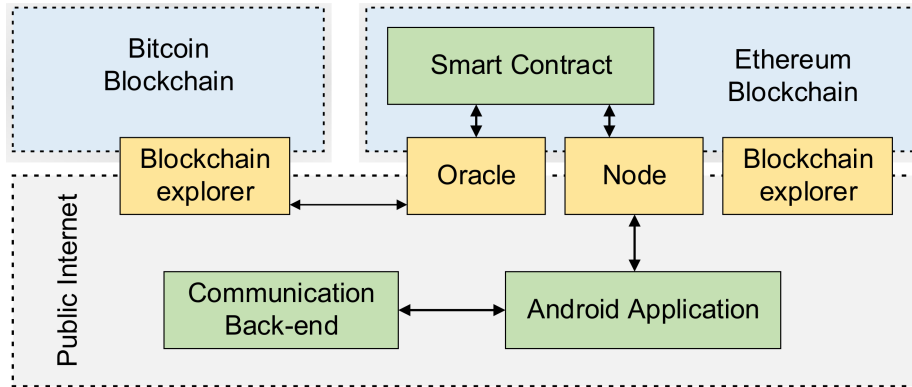 Bitcoin
Blockchain
Smart Contract
Ethereum
Blockchain
Blockchain
explorer
Oracle
Node
Blockchain
explorer
Public Internet
Communication
Back-end
Android Application